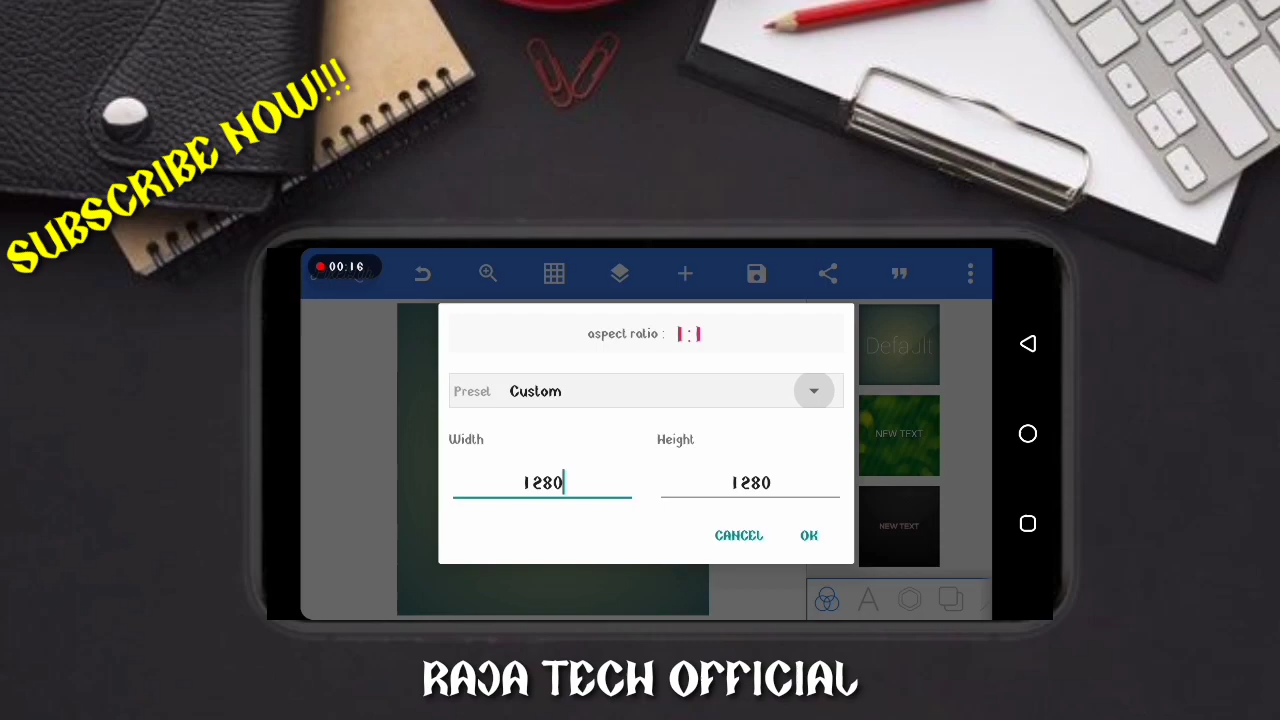 SUBSCRIBE NOW!!!
00:16
aspect ratio : 1:1
Default
Preset Custom
NEW TEXT
Width Height
1280 1280
NEW TEXT
CANCEL OK
RAJA TECH OFFICIAL